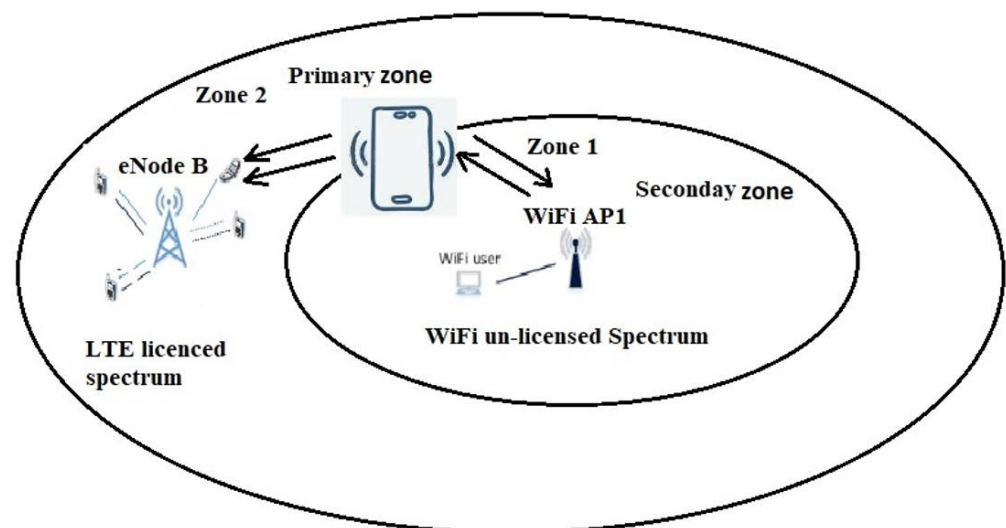 Primary zone
Zone 2
Zone 1
eNode B
Seconday zone
WiFi AP1
WiFi user
WiFi un-licensed Spectrum
LTE licenced
spectrum